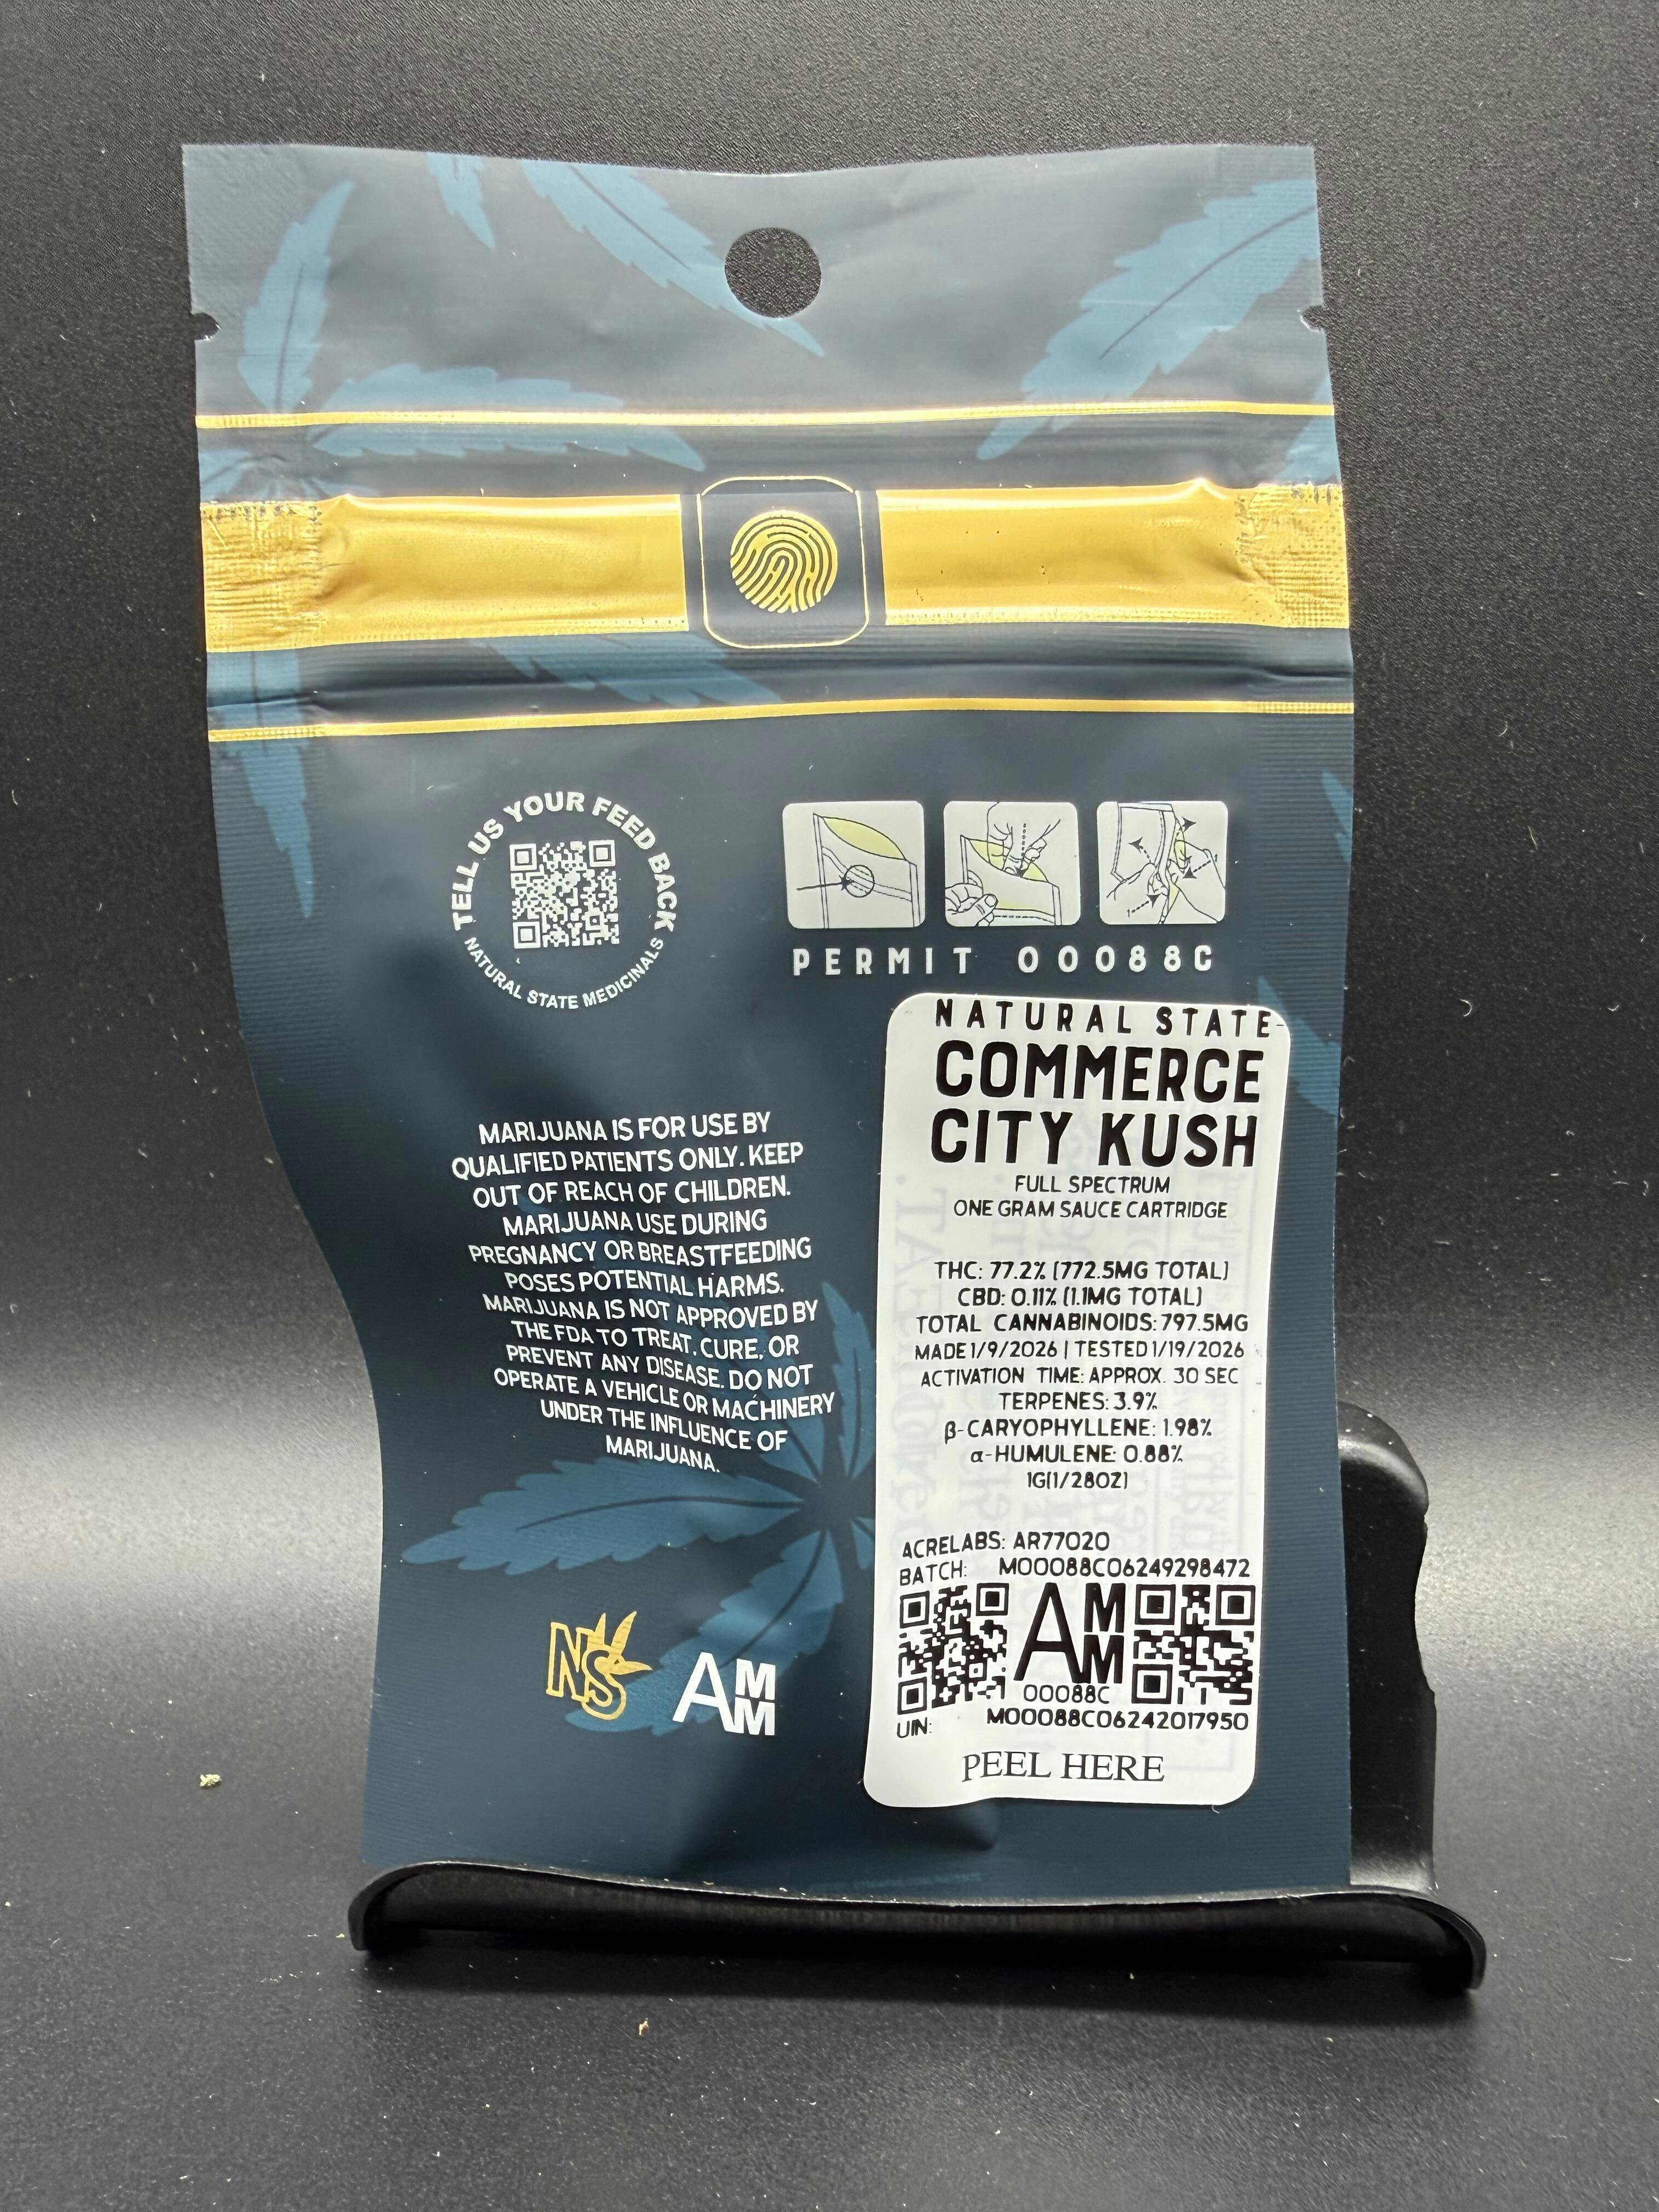 TELL US YOUR FEED BACK
NATURAL STATE MEDICINALS
PERMIT 00088C
MARIJUANA IS FOR USE BY
QUALIFIED PATIENTS ONLY. KEEP
OUT OF REACH OF CHILDREN.
MARIJUANA USE DURING
PREGNANCY OR BREASTFEEDING
POSES POTENTIAL HARMS.
MARIJUANA IS NOT APPROVED BY
THE FDA TO TREAT, CURE, OR
PREVENT ANY DISEASE. DO NOT
OPERATE A VEHICLE OR MACHINERY
UNDER THE INFLUENCE OF
MARIJUANA.
NS
AMM
NATURAL STATE-
COMMERCE
CITY KUSH
FULL SPECTRUM
ONE GRAM SAUCE CARTRIDGE
THC: 77.2% (772.5MG TOTAL)
CBD: 0.11% (1.1MG TOTAL)
TOTAL CANNABINOIDS: 797.5MG
MADE 1/9/2026 | TESTED 1/19/2026
ACTIVATION TIME: APPROX. 30 SEC
TERPENES: 3.9%
β-CARYOPHYLLENE: 1.98%
α-HUMULENE: 0.88%
1G(1/28OZ)
ACRELABS: AR77020
BATCH: M00088C06249298472
AMM
00088C
UIN: M00088C06242017950
PEEL HERE